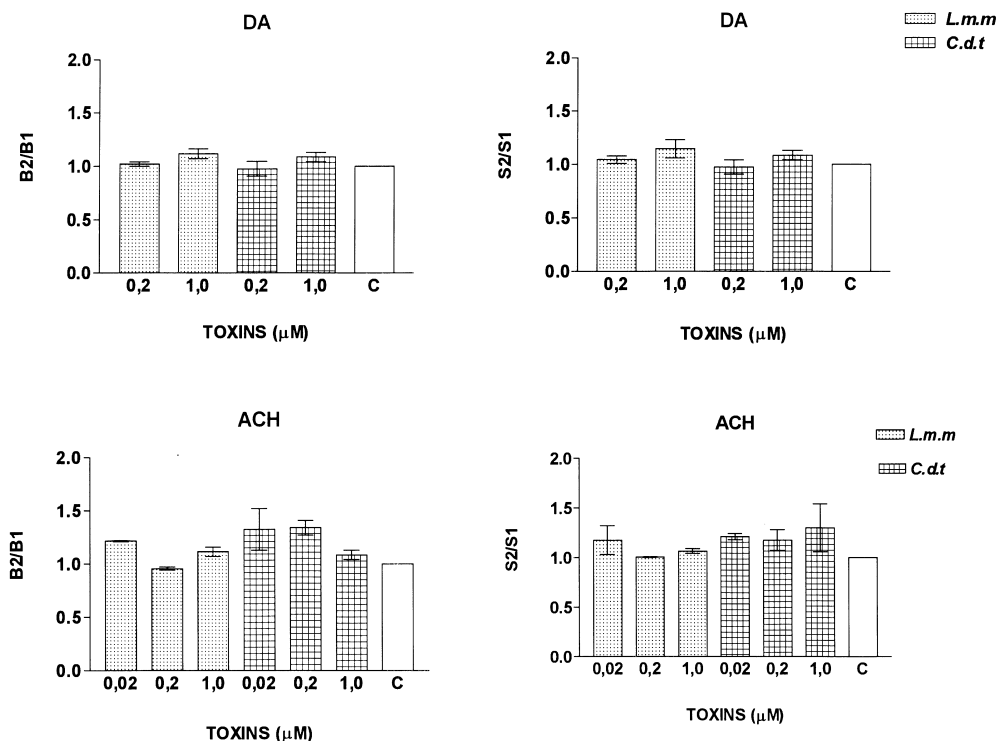 DA
2.0
1.5
1.0
0.5
0.0
B2/B1
0,2 1,0 0,2 1,0 C
TOXINS (μM)
DA
L.m.m
C.d.t
2.0
1.5
1.0
0.5
0.0
S2/S1
0,2 1,0 0,2 1,0 C
TOXINS (μM)
ACH
2.0
1.5
1.0
0.5
0.0
B2/B1
0,02 0,2 1,0 0,02 0,2 1,0 C
TOXINS (μM)
ACH
L.m.m
C.d.t
2.0
1.5
1.0
0.5
0.0
S2/S1
0,02 0,2 1,0 0,02 0,2 1,0 C
TOXINS (μM)